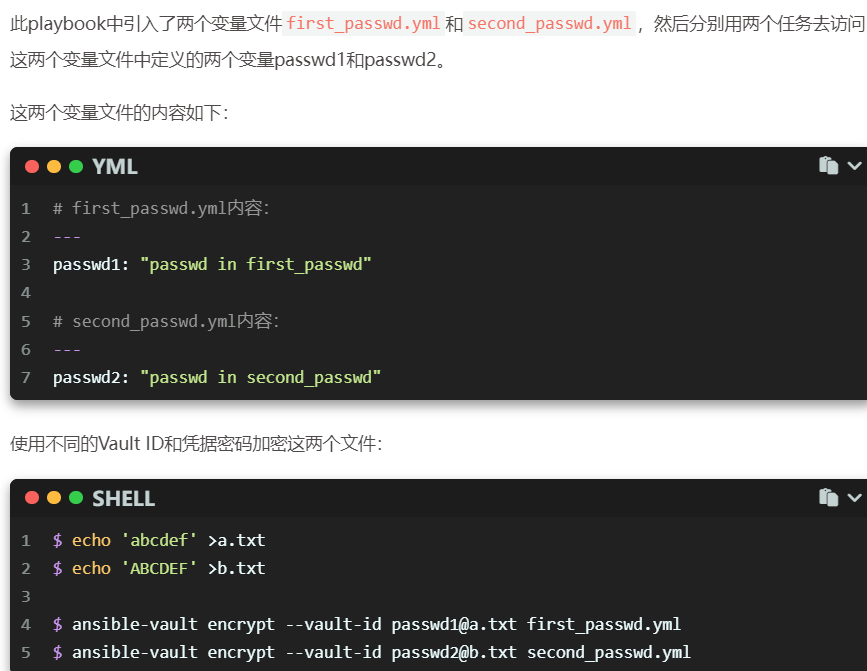 此playbook中引入了两个变量文件first_passwd.yml和second_passwd.yml，然后分别用两个任务去访问
这两个变量文件中定义的两个变量passwd1和passwd2。
这两个变量文件的内容如下：
YML
1 # first_passwd.yml内容：
2 ---
3 passwd1: "passwd in first_passwd"
4
5 # second_passwd.yml内容：
6 ---
7 passwd2: "passwd in second_passwd"
使用不同的Vault ID和凭据密码加密这两个文件：
SHELL
1 $ echo 'abcdef' >a.txt
2 $ echo 'ABCDEF' >b.txt
3
4 $ ansible-vault encrypt --vault-id passwd1@a.txt first_passwd.yml
5 $ ansible-vault encrypt --vault-id passwd2@b.txt second_passwd.yml